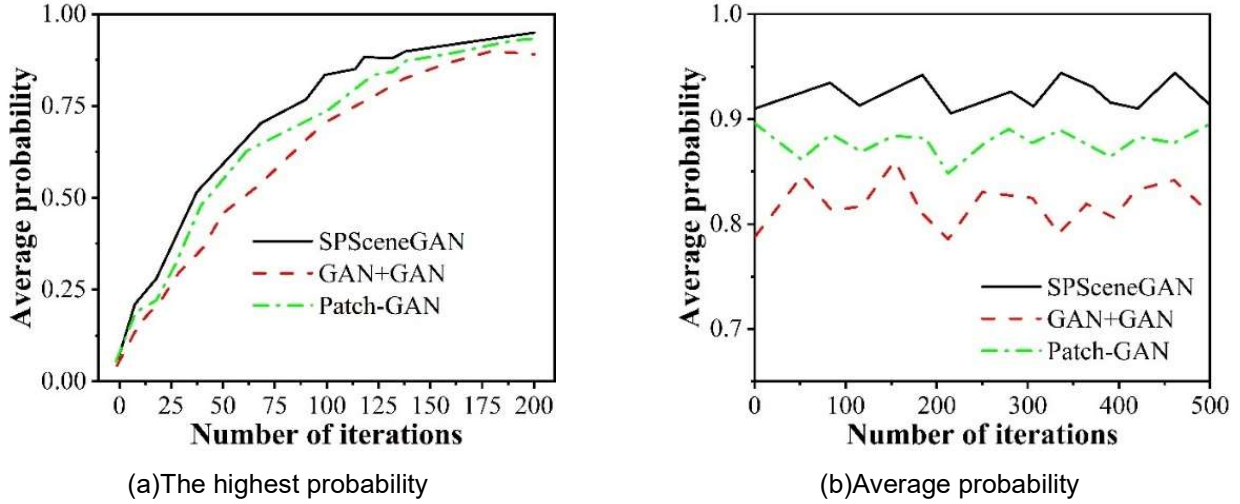 1.00
0.75
0.50
0.25
0.00
Average probability
SPSceneGAN
GAN+GAN
Patch-GAN
0 25 50 75 100 125 150 175 200
Number of iterations
(a)The highest probability
1.0
0.9
0.8
0.7
Average probability
SPSceneGAN
GAN+GAN
Patch-GAN
0 100 200 300 400 500
Number of iterations
(b)Average probability